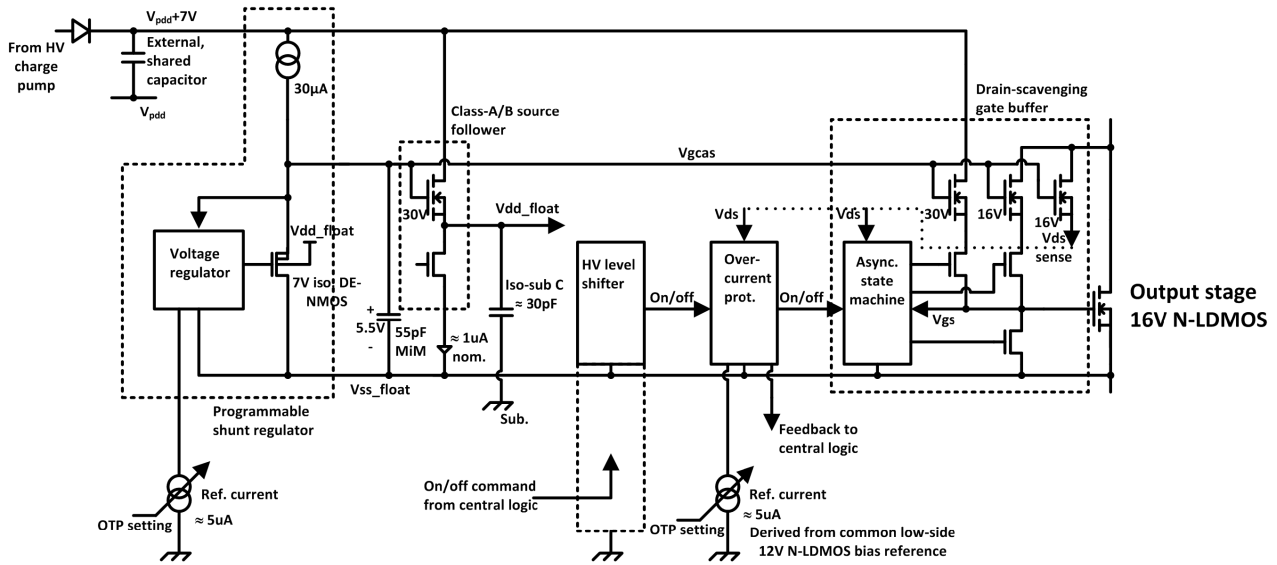 V_pdd+7V
From HV
charge
pump
External,
shared
capacitor
V_pdd
30μA
Class-A/B source
follower
Drain-scavenging
gate buffer
Vgcas
30V
Vdd_float
Vds
Vds
30V
16V
16V
Vds
sense
Voltage
regulator
Vdd_float
7V iso. DE-
NMOS
+
5.5V
-
55pF
MiM
≈ 1uA
nom.
Iso-sub C
≈ 30pF
HV level
shifter
On/off
Over-
current
prot.
On/off
Async.
state
machine
Vgs
Output stage
16V N-LDMOS
Vss_float
Programmable
shunt regulator
Sub.
Feedback to
central logic
Ref. current
≈ 5uA
OTP setting
On/off command
from central logic
Ref. current
≈ 5uA
OTP setting
Derived from common low-side
12V N-LDMOS bias reference